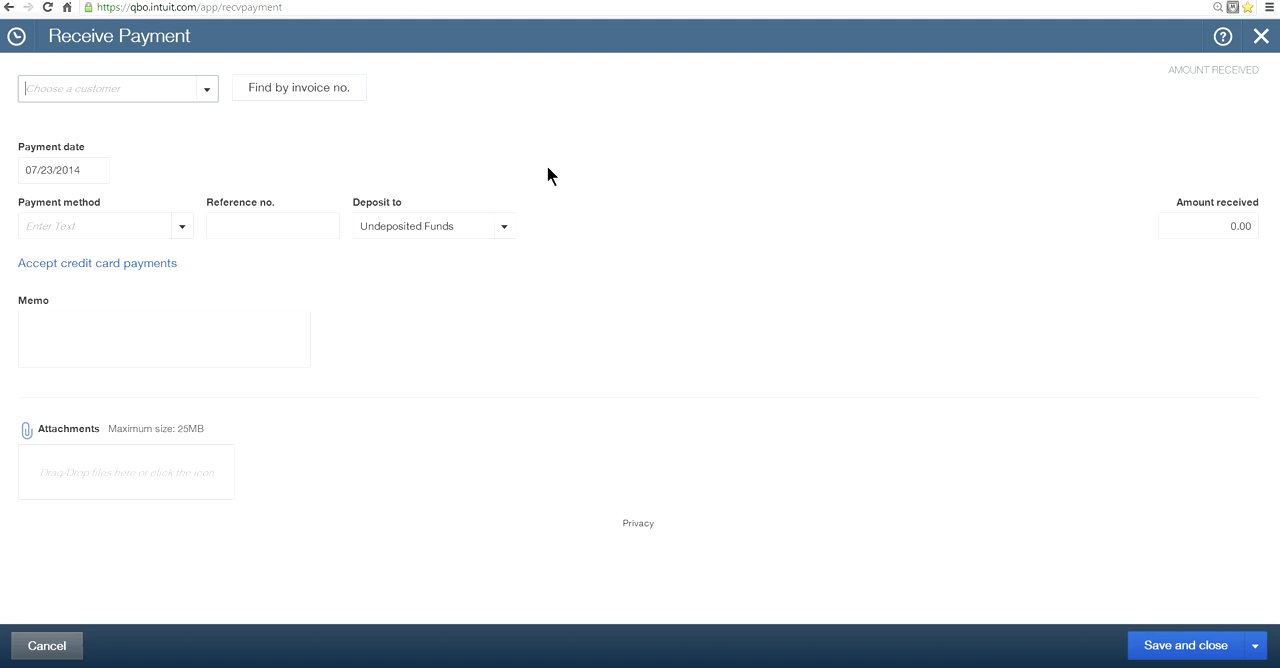 https://qbo.intuit.com/app/recvpayment
Receive Payment
AMOUNT RECEIVED
Choose a customer
Find by invoice no.
Payment date
07/23/2014
Payment method Reference no. Deposit to Amount received
Enter Text Undeposited Funds 0.00
Accept credit card payments
Memo
Attachments Maximum size: 25MB
Drag/Drop files here or click the icon
Privacy
Cancel Save and close